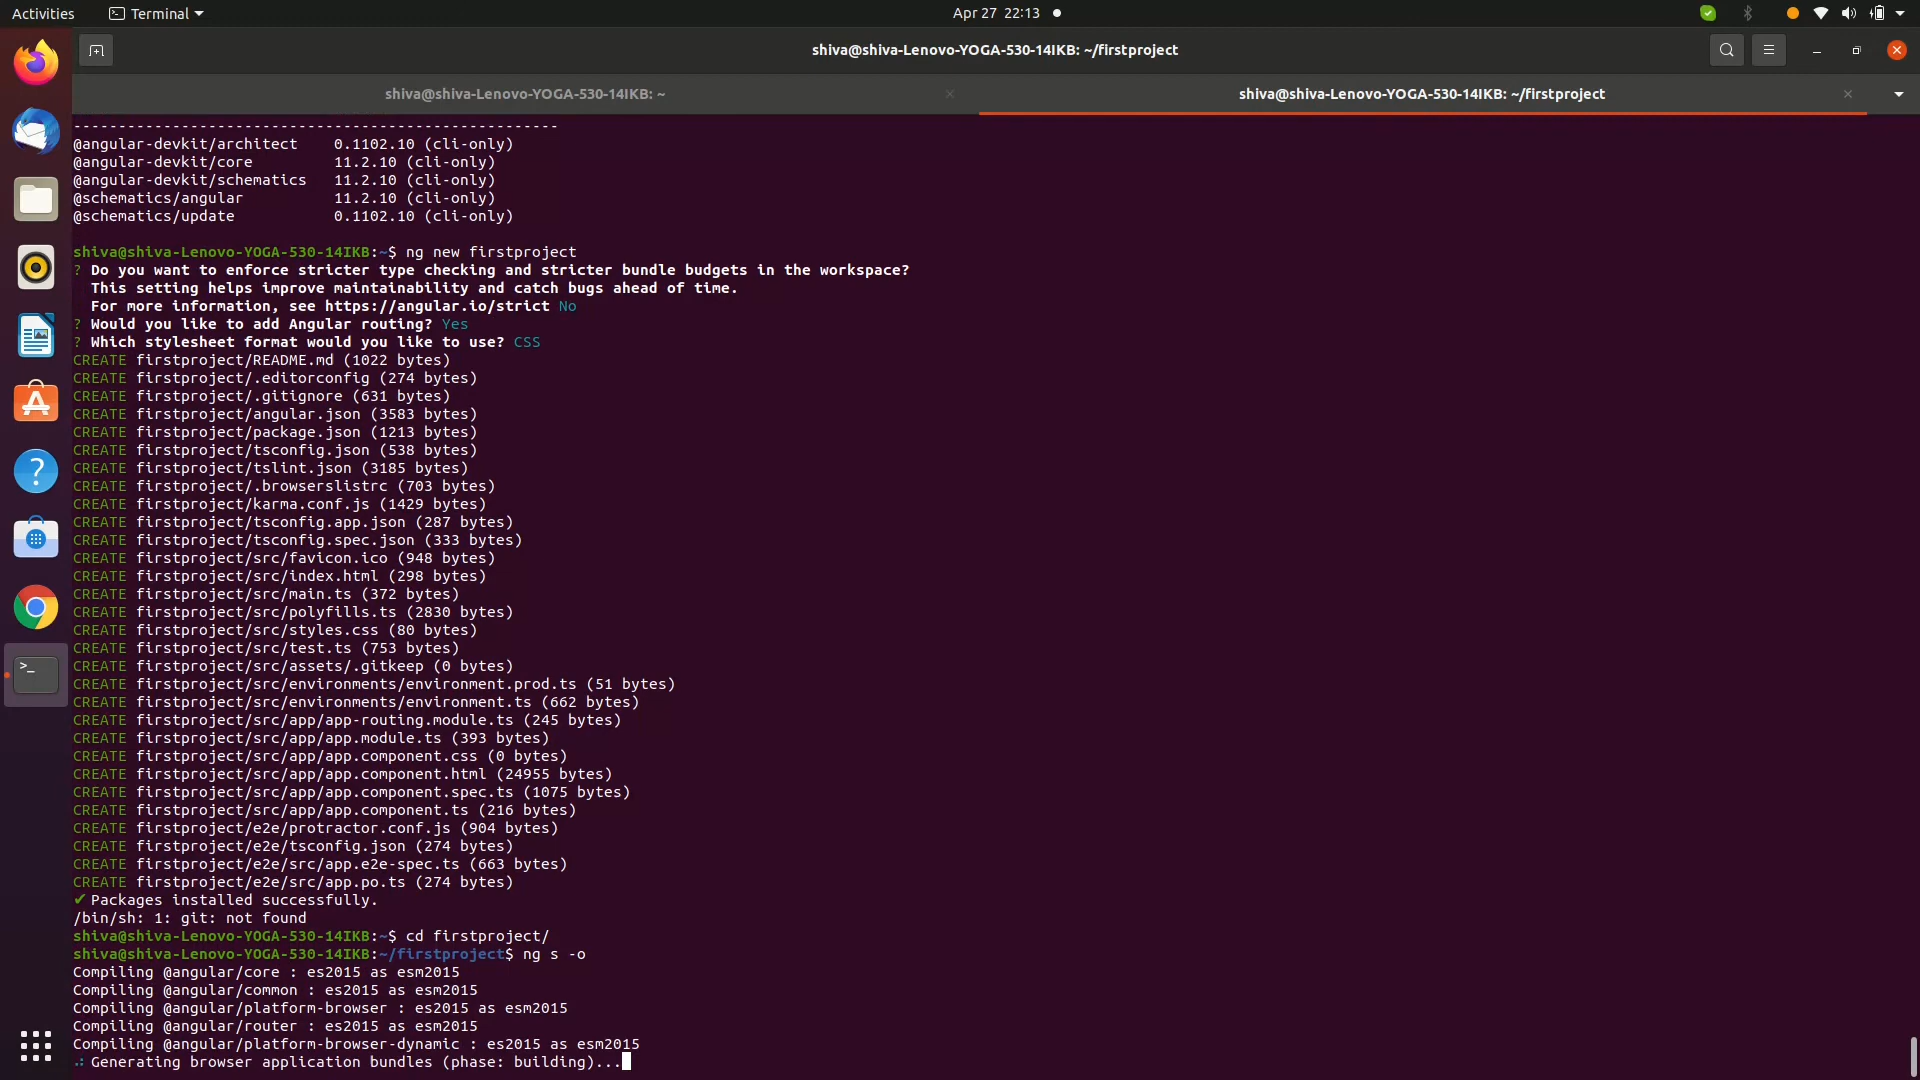 Activities
Terminal
Apr 27 22:13
shiva@shiva-Lenovo-YOGA-530-14IKB: ~/firstproject
shiva@shiva-Lenovo-YOGA-530-14IKB: ~
shiva@shiva-Lenovo-YOGA-530-14IKB: ~/firstproject
------------------------------------------------------
@angular-devkit/architect    0.1102.10 (cli-only)
@angular-devkit/core         11.2.10 (cli-only)
@angular-devkit/schematics   11.2.10 (cli-only)
@schematics/angular          11.2.10 (cli-only)
@schematics/update           0.1102.10 (cli-only)
shiva@shiva-Lenovo-YOGA-530-14IKB:~$ ng new firstproject
? Do you want to enforce stricter type checking and stricter bundle budgets in the workspace?
This setting helps improve maintainability and catch bugs ahead of time.
For more information, see https://angular.io/strict No
? Would you like to add Angular routing? Yes
? Which stylesheet format would you like to use? CSS
CREATE firstproject/README.md (1022 bytes)
CREATE firstproject/.editorconfig (274 bytes)
CREATE firstproject/.gitignore (631 bytes)
CREATE firstproject/angular.json (3583 bytes)
CREATE firstproject/package.json (1213 bytes)
CREATE firstproject/tsconfig.json (538 bytes)
CREATE firstproject/tslint.json (3185 bytes)
CREATE firstproject/.browserslistrc (703 bytes)
CREATE firstproject/karma.conf.js (1429 bytes)
CREATE firstproject/tsconfig.app.json (287 bytes)
CREATE firstproject/tsconfig.spec.json (333 bytes)
CREATE firstproject/src/favicon.ico (948 bytes)
CREATE firstproject/src/index.html (298 bytes)
CREATE firstproject/src/main.ts (372 bytes)
CREATE firstproject/src/polyfills.ts (2830 bytes)
CREATE firstproject/src/styles.css (80 bytes)
CREATE firstproject/src/test.ts (753 bytes)
CREATE firstproject/src/assets/.gitkeep (0 bytes)
CREATE firstproject/src/environments/environment.prod.ts (51 bytes)
CREATE firstproject/src/environments/environment.ts (662 bytes)
CREATE firstproject/src/app/app-routing.module.ts (245 bytes)
CREATE firstproject/src/app/app.module.ts (393 bytes)
CREATE firstproject/src/app/app.component.css (0 bytes)
CREATE firstproject/src/app/app.component.html (24955 bytes)
CREATE firstproject/src/app/app.component.spec.ts (1075 bytes)
CREATE firstproject/src/app/app.component.ts (216 bytes)
CREATE firstproject/e2e/protractor.conf.js (904 bytes)
CREATE firstproject/e2e/tsconfig.json (274 bytes)
CREATE firstproject/e2e/src/app.e2e-spec.ts (663 bytes)
CREATE firstproject/e2e/src/app.po.ts (274 bytes)
✔ Packages installed successfully.
/bin/sh: 1: git: not found
shiva@shiva-Lenovo-YOGA-530-14IKB:~$ cd firstproject/
shiva@shiva-Lenovo-YOGA-530-14IKB:~/firstproject$ ng s -o
Compiling @angular/core : es2015 as esm2015
Compiling @angular/common : es2015 as esm2015
Compiling @angular/platform-browser : es2015 as esm2015
Compiling @angular/router : es2015 as esm2015
Compiling @angular/platform-browser-dynamic : es2015 as esm2015
Generating browser application bundles (phase: building)...